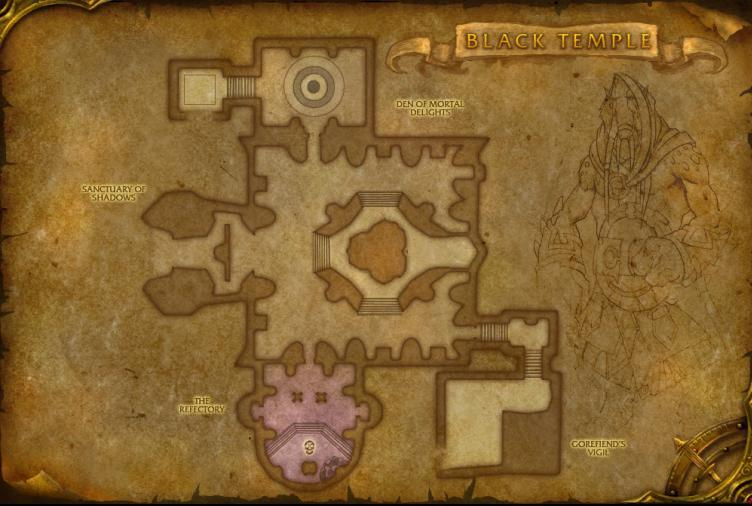 BLACK TEMPLE
DEN OF MORTAL
DELIGHTS
SANCTUARY OF
SHADOWS
THE
REFECTORY
GOREFIEND'S
VIGIL